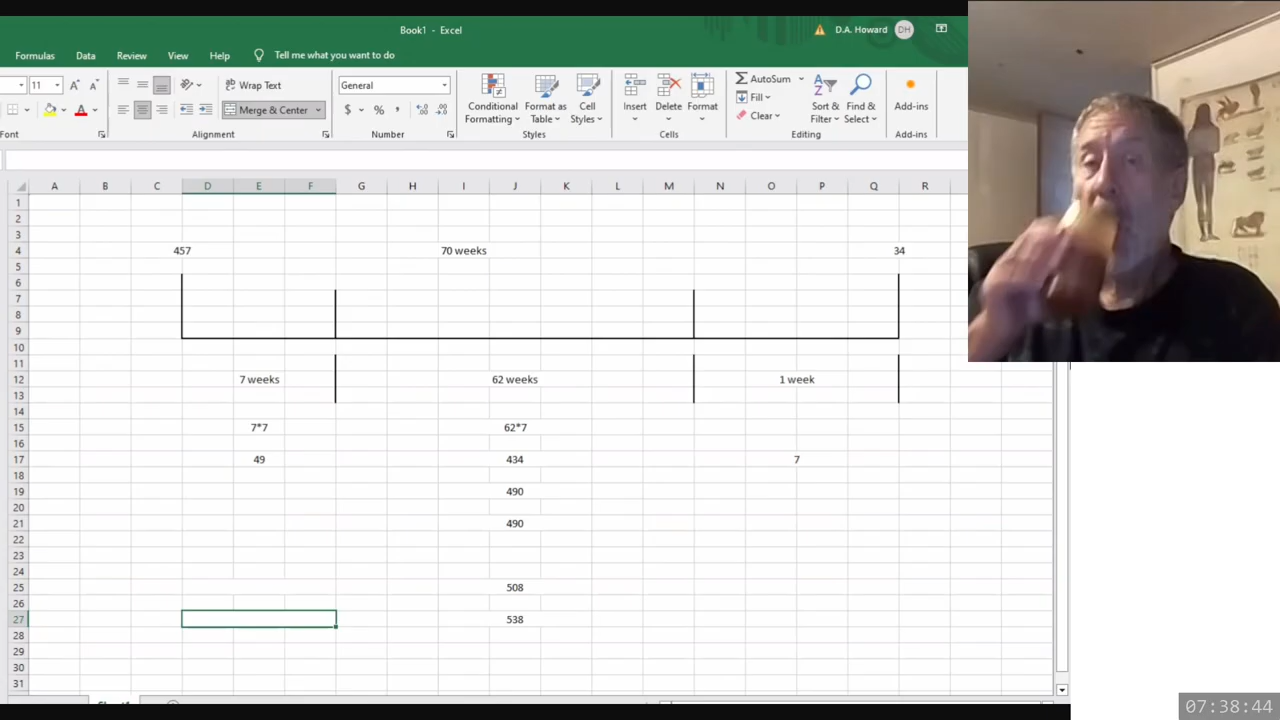 Book1 - Excel
D.A. Howard DH
Formulas Data Review View Help Tell me what you want to do
11 A A Wrap Text General AutoSum
Conditional Formatting Format as Table Cell Styles Insert Delete Format Fill Sort & Filter Find & Select Add-ins
A Merge & Center $ % , Clear
Font Alignment Number Styles Cells Editing Add-ins
A B C D E F G H I J K L M N O P Q R
1
2
3
4 457 70 weeks 34
5
6
7
8
9
10
11
12 7 weeks 62 weeks 1 week
13
14
15 7*7 62*7
16
17 49 434 7
18
19 490
20
21 490
22
23
24
25 508
26
27 538
28
29
30
31
07:38:44